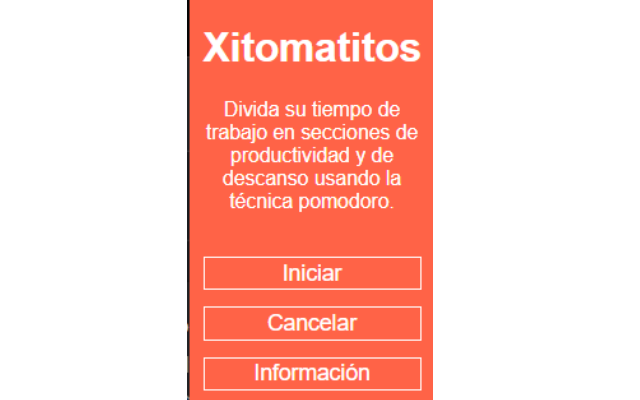 Xitomatitos
Divida su tiempo de
trabajo en secciones de
productividad y de
descanso usando la
técnica pomodoro.
Iniciar
Cancelar
Información